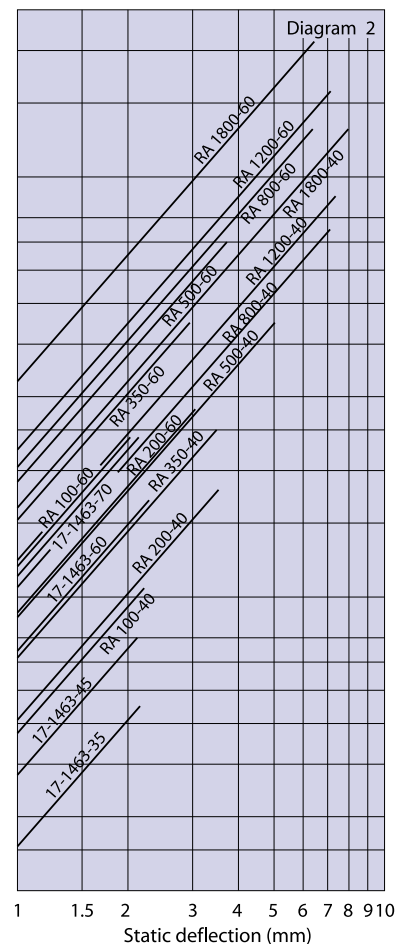 Diagram 2
RA 1800-60
RA 1200-60
RA 800-60
RA 1800-40
RA 1200-40
RA 500-60
RA 800-40
RA 500-40
RA 350-60
RA 200-60
RA 350-40
RA 100-60
17-1463-70
RA 200-40
17-1463-60
RA 100-40
17-1463-45
17-1463-35
1 1.5 2 3 4 5 6 7 8 9 10
Static deflection (mm)